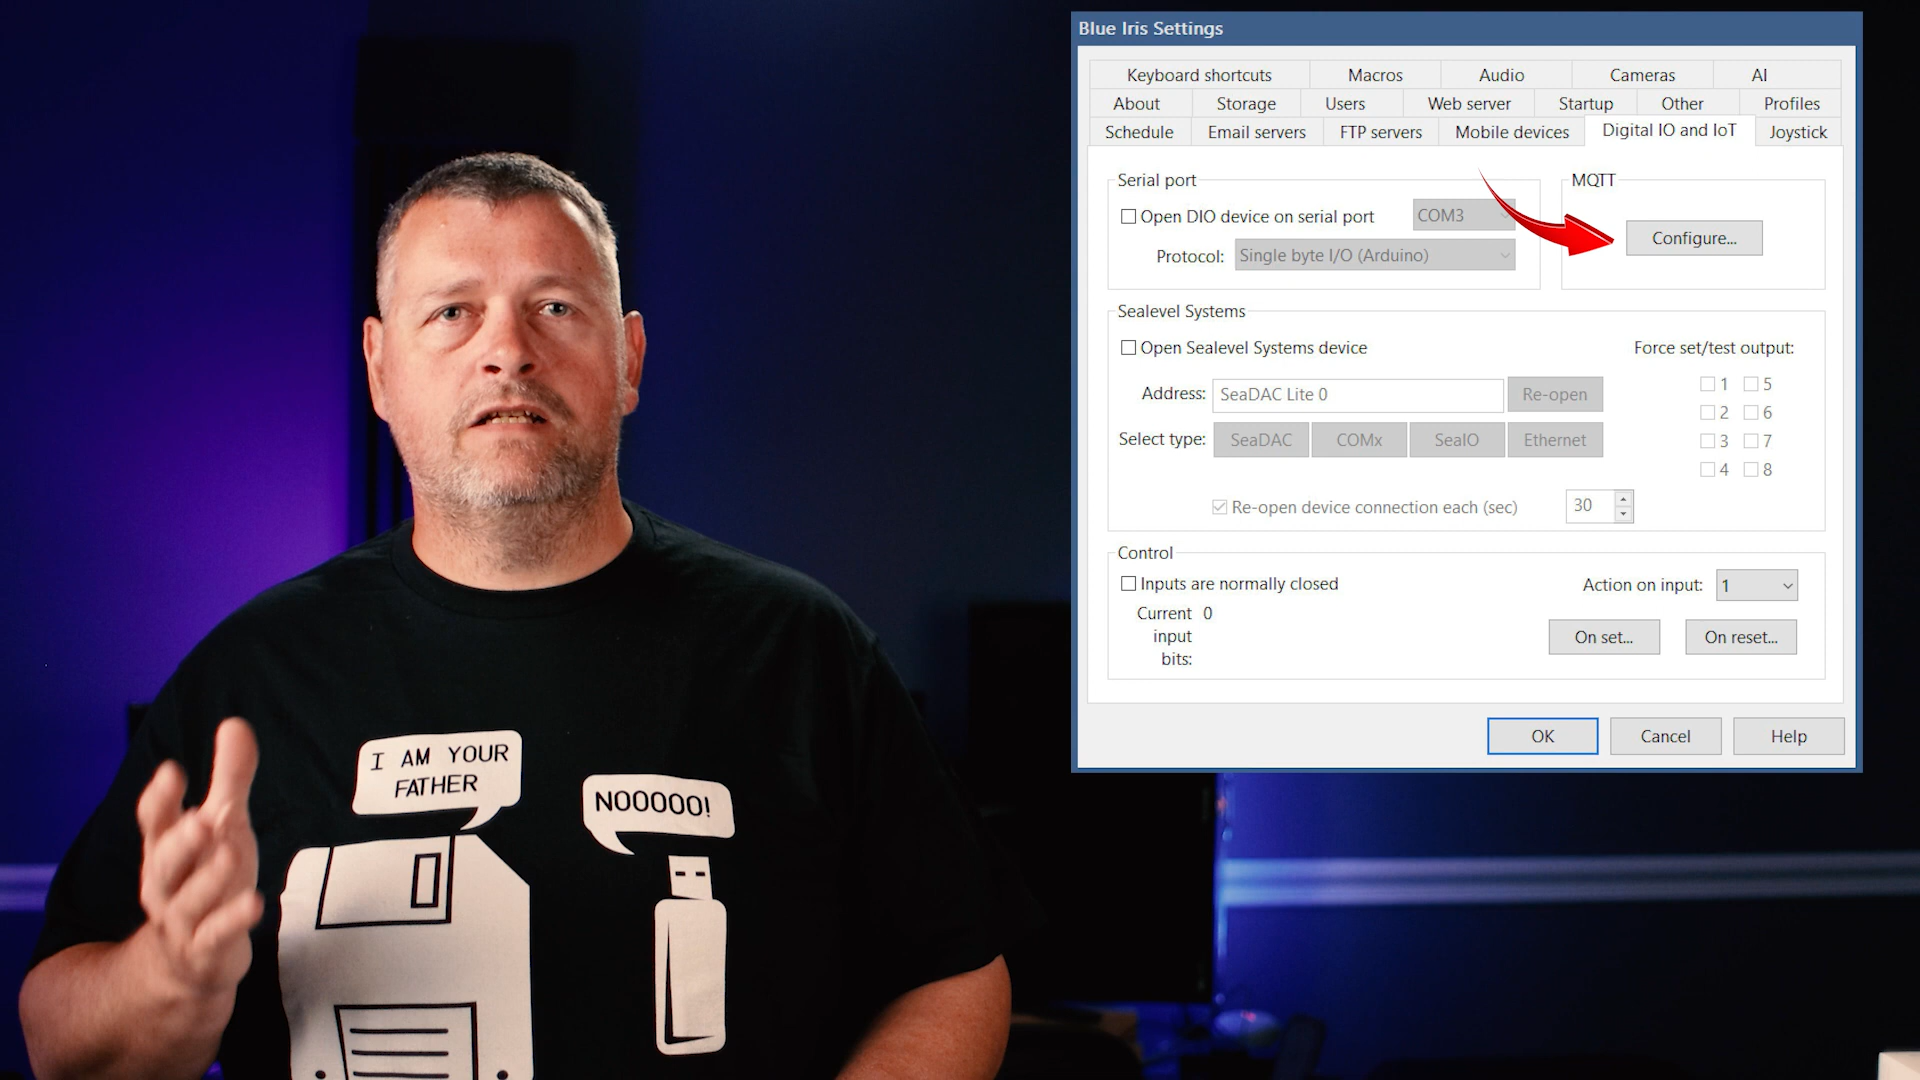 Blue Iris Settings
Keyboard shortcuts Macros Audio Cameras AI
About Storage Users Web server Startup Other Profiles
Schedule Email servers FTP servers Mobile devices Digital IO and IoT Joystick
Serial port
Open DIO device on serial port COM3
Protocol: Single byte I/O (Arduino)
MQTT
Configure...
Sealevel Systems
Open Sealevel Systems device
Address: SeaDAC Lite 0 Re-open
Select type: SeaDAC COMx SeaIO Ethernet
Re-open device connection each (sec) 30
Force set/test output:
1 5
2 6
3 7
4 8
Control
Inputs are normally closed
Current 0
input
bits:
Action on input: 1
On set... On reset...
OK Cancel Help
I AM YOUR
FATHER
NOOOOO!